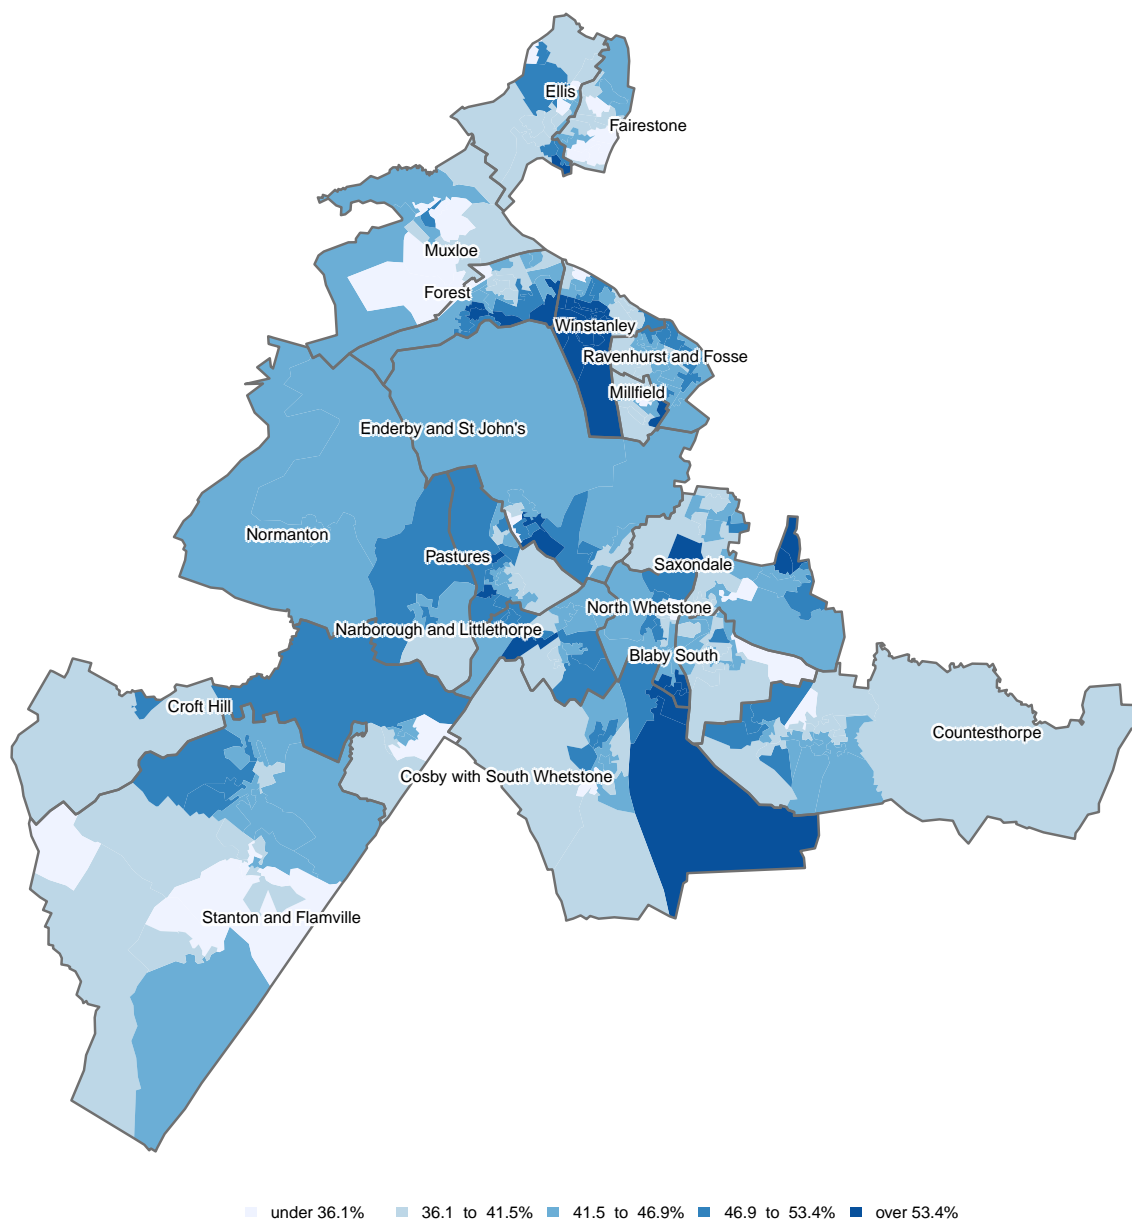 Ellis
Fairestone
Muxloe
Forest
Winstanley
Ravenhurst and Fosse
Millfield
Enderby and St John's
Normanton
Pastures
Saxondale
North Whetstone
Narborough and Littlethorpe
Blaby South
Croft Hill
Countesthorpe
Cosby with South Whetstone
Stanton and Flamville
under 36.1% 36.1 to 41.5% 41.5 to 46.9% 46.9 to 53.4% over 53.4%